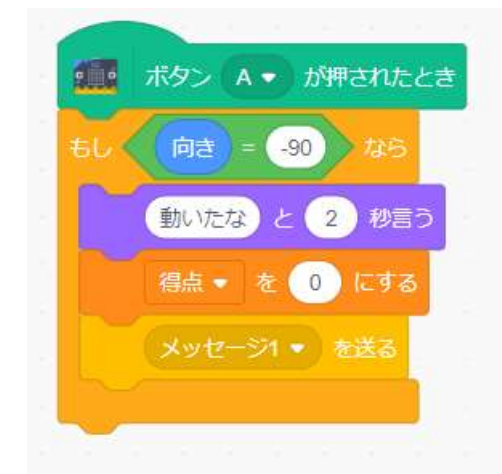 ボタン A が押されたとき
もし 向き = -90 なら
動いたな と 2 秒言う
得点 を 0 にする
メッセージ1 を送る